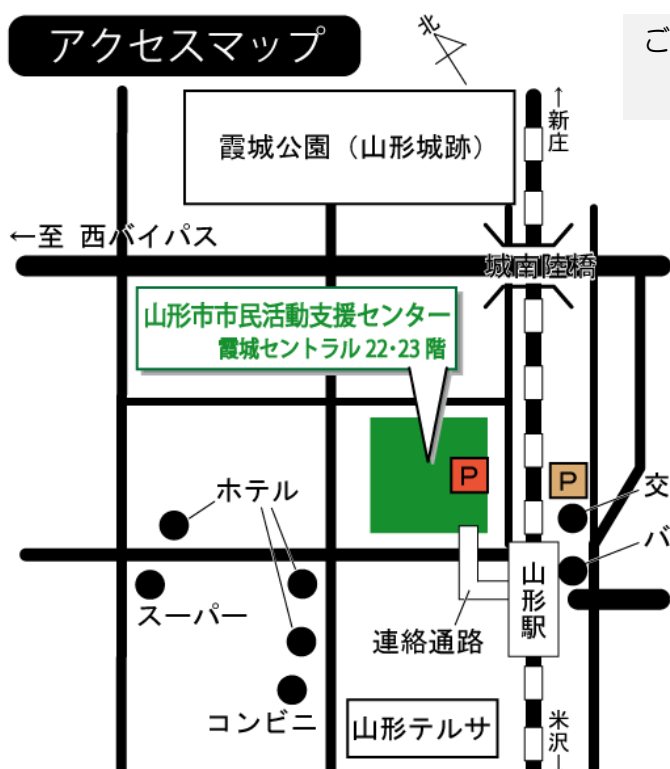 アクセスマップ
北
ご
↑新庄
霞城公園（山形城跡）
←至 西バイパス
城南陸橋
山形市市民活動支援センター
霞城セントラル 22・23 階
P
P
交
ホテル
バ
山形駅
スーパー
連絡通路
コンビニ
山形テルサ
米沢